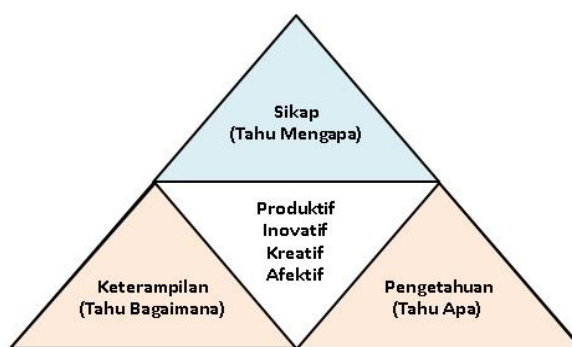 Sikap
(Tahu Mengapa)
Produktif
Inovatif
Kreatif
Afektif
Keterampilan
(Tahu Bagaimana)
Pengetahuan
(Tahu Apa)